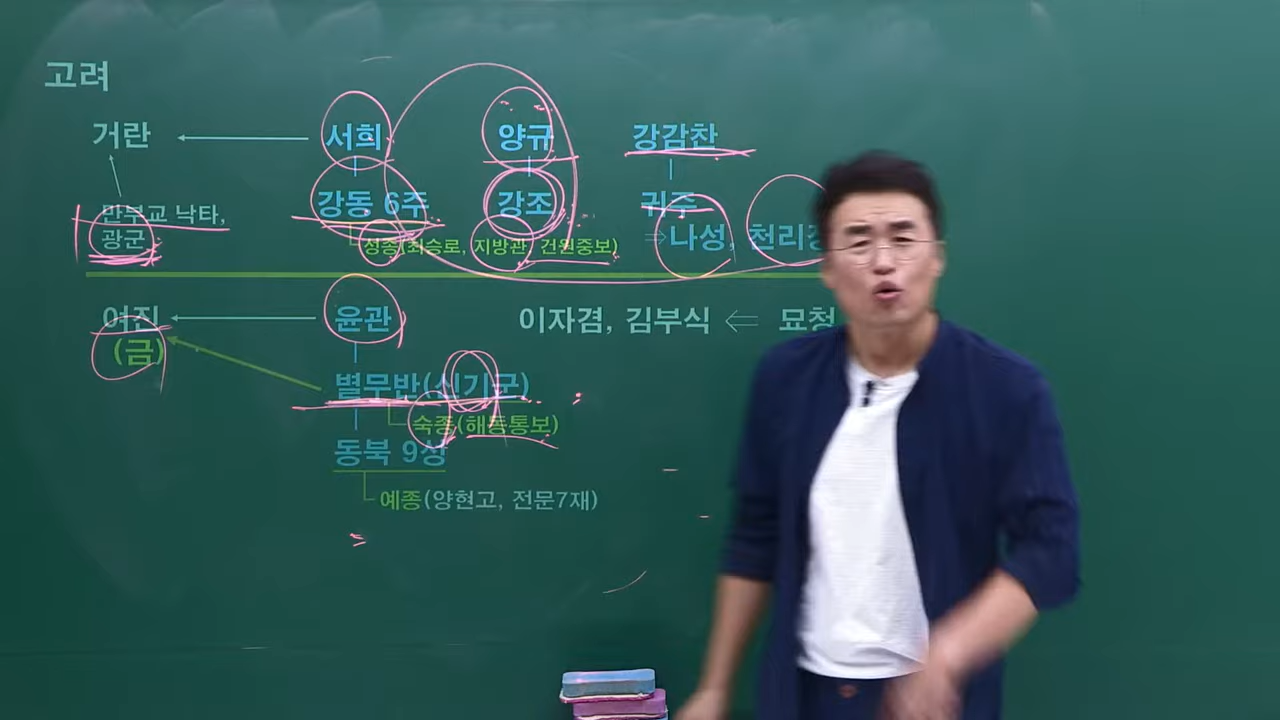 고려
거란 서희 양규 강감찬
강동 6주 강조 귀주
만부교 낙타,
광군
성종(최승로, 지방관, 건원중보)
⇒나성, 천리장
여진 윤관 이자겸, 김부식 ⇐ 묘청
(금)
별무반(신기군)
숙종(해동통보)
동북 9성
예종(양현고, 전문7재)